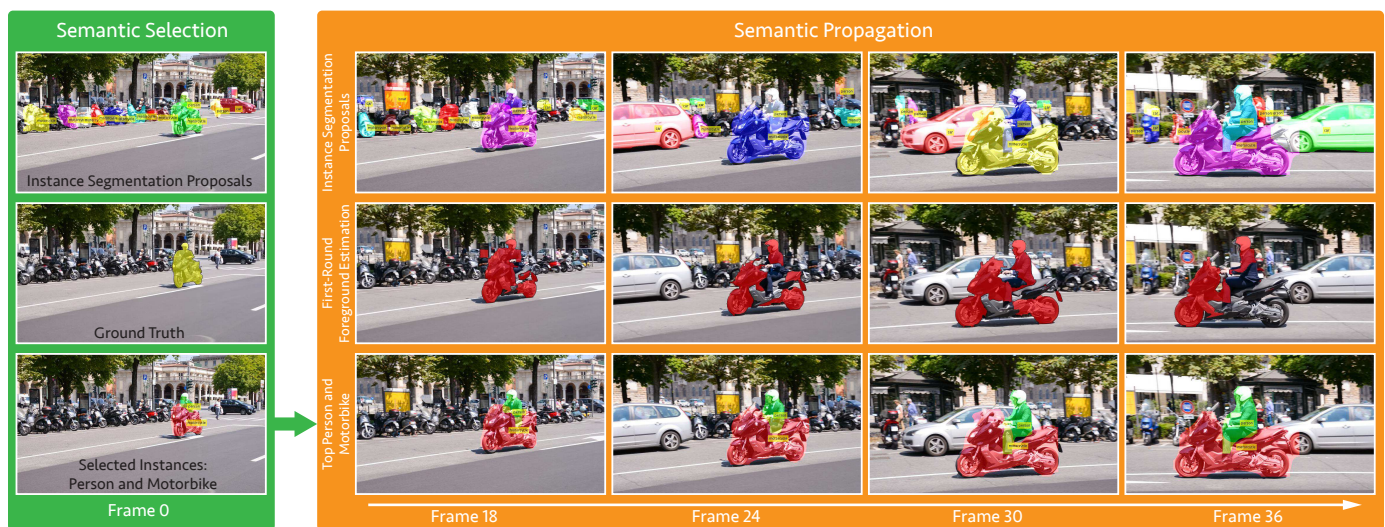 Semantic Selection
Instance Segmentation Proposals
Ground Truth
Selected Instances:
Person and Motorbike
Frame 0
Semantic Propagation
Instance Segmentation
Proposals
First-Round
Foreground Estimation
Top Person and
Motorbike
Frame 18
Frame 24
Frame 30
Frame 36